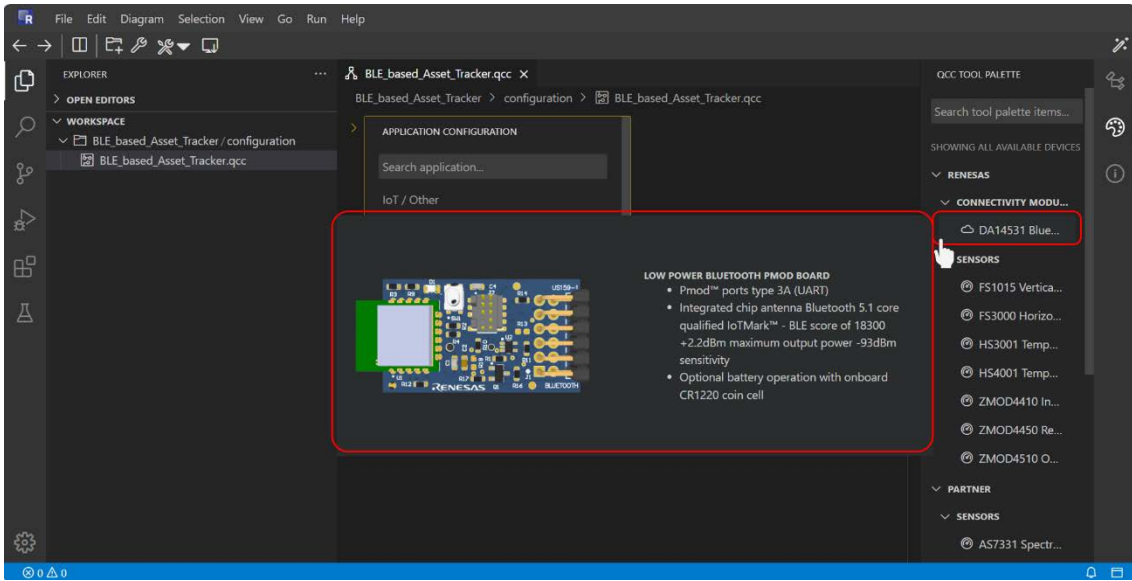 R File Edit Diagram Selection View Go Run Help
EXPLORER
OPEN EDITORS
WORKSPACE
BLE_based_Asset_Tracker / configuration
BLE_based_Asset_Tracker.qcc
BLE_based_Asset_Tracker.qcc
BLE_based_Asset_Tracker > configuration > BLE_based_Asset_Tracker.qcc
APPLICATION CONFIGURATION
Search application...
IoT / Other
US159-1
RENESAS
BLUETOOTH
LOW POWER BLUETOOTH PMOD BOARD
• Pmod™ ports type 3A (UART)
• Integrated chip antenna Bluetooth 5.1 core
qualified IoTMark™ - BLE score of 18300
+2.2dBm maximum output power -93dBm
sensitivity
• Optional battery operation with onboard
CR1220 coin cell
QCC TOOL PALETTE
Search tool palette items...
SHOWING ALL AVAILABLE DEVICES
RENESAS
CONNECTIVITY MODU...
DA14531 Blue...
SENSORS
FS1015 Vertica...
FS3000 Horizo...
HS3001 Temp...
HS4001 Temp...
ZMOD4410 In...
ZMOD4450 Re...
ZMOD4510 O...
PARTNER
SENSORS
AS7331 Spectr...
0 0